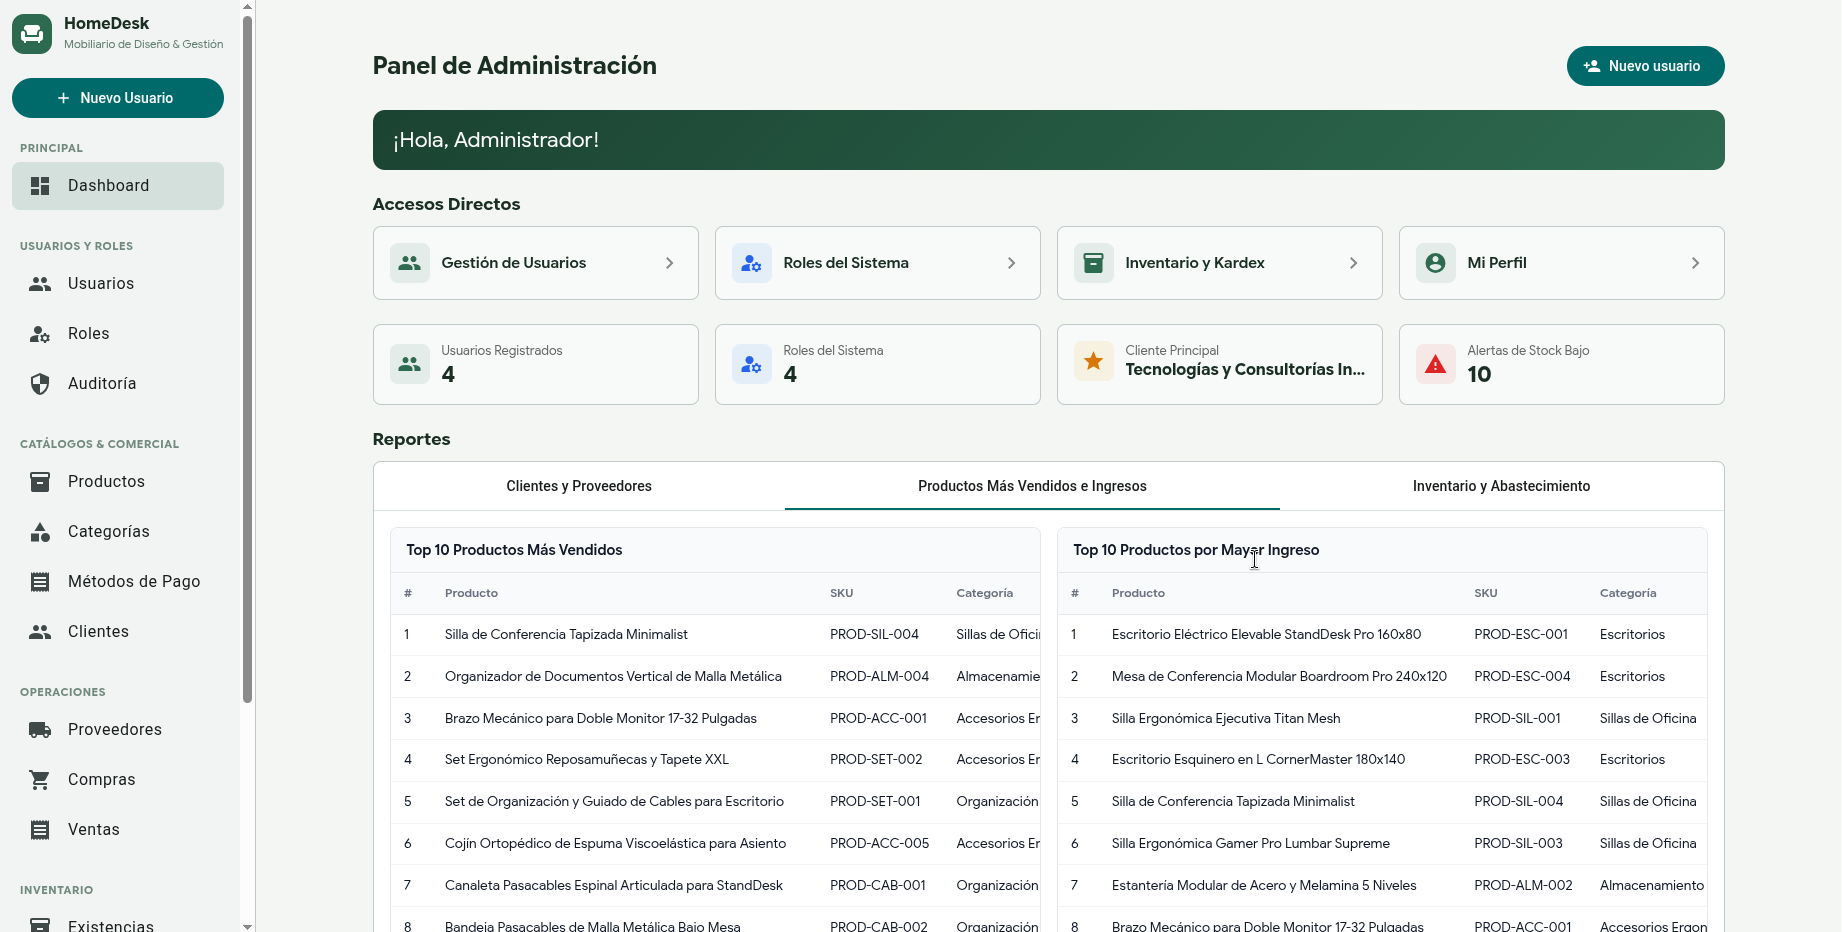 HomeDesk
Mobiliario de Diseño & Gestión
Nuevo Usuario
PRINCIPAL
Dashboard
USUARIOS Y ROLES
Usuarios
Roles
Auditoría
CATÁLOGOS & COMERCIAL
Productos
Categorías
Métodos de Pago
Clientes
OPERACIONES
Proveedores
Compras
Ventas
INVENTARIO
Existencias
Panel de Administración
Nuevo usuario
¡Hola, Administrador!
Accesos Directos
Gestión de Usuarios
Roles del Sistema
Inventario y Kardex
Mi Perfil
Usuarios Registrados
4
Roles del Sistema
4
Cliente Principal
Tecnologías y Consultorías In...
Alertas de Stock Bajo
10
Reportes
Clientes y Proveedores
Productos Más Vendidos e Ingresos
Inventario y Abastecimiento
Top 10 Productos Más Vendidos
# Producto SKU Categoría
1 Silla de Conferencia Tapizada Minimalist PROD-SIL-004 Sillas de Ofici
2 Organizador de Documentos Vertical de Malla Metálica PROD-ALM-004 Almacenamie
3 Brazo Mecánico para Doble Monitor 17-32 Pulgadas PROD-ACC-001 Accesorios Er
4 Set Ergonómico Reposamuñecas y Tapete XXL PROD-SET-002 Accesorios Er
5 Set de Organización y Guiado de Cables para Escritorio PROD-SET-001 Organización
6 Cojín Ortopédico de Espuma Viscoelástica para Asiento PROD-ACC-005 Accesorios Er
7 Canaleta Pasacables Espinal Articulada para StandDesk PROD-CAB-001 Organización
8 Bandeja Pasacables de Malla Metálica Bajo Mesa PROD-CAB-002 Organización
Top 10 Productos por Mayor Ingreso
# Producto SKU Categoría
1 Escritorio Eléctrico Elevable StandDesk Pro 160x80 PROD-ESC-001 Escritorios
2 Mesa de Conferencia Modular Boardroom Pro 240x120 PROD-ESC-004 Escritorios
3 Silla Ergonómica Ejecutiva Titan Mesh PROD-SIL-001 Sillas de Oficina
4 Escritorio Esquinero en L CornerMaster 180x140 PROD-ESC-003 Escritorios
5 Silla de Conferencia Tapizada Minimalist PROD-SIL-004 Sillas de Oficina
6 Silla Ergonómica Gamer Pro Lumbar Supreme PROD-SIL-003 Sillas de Oficina
7 Estantería Modular de Acero y Melamina 5 Niveles PROD-ALM-002 Almacenamiento
8 Brazo Mecánico para Doble Monitor 17-32 Pulgadas PROD-ACC-001 Accesorios Ergon